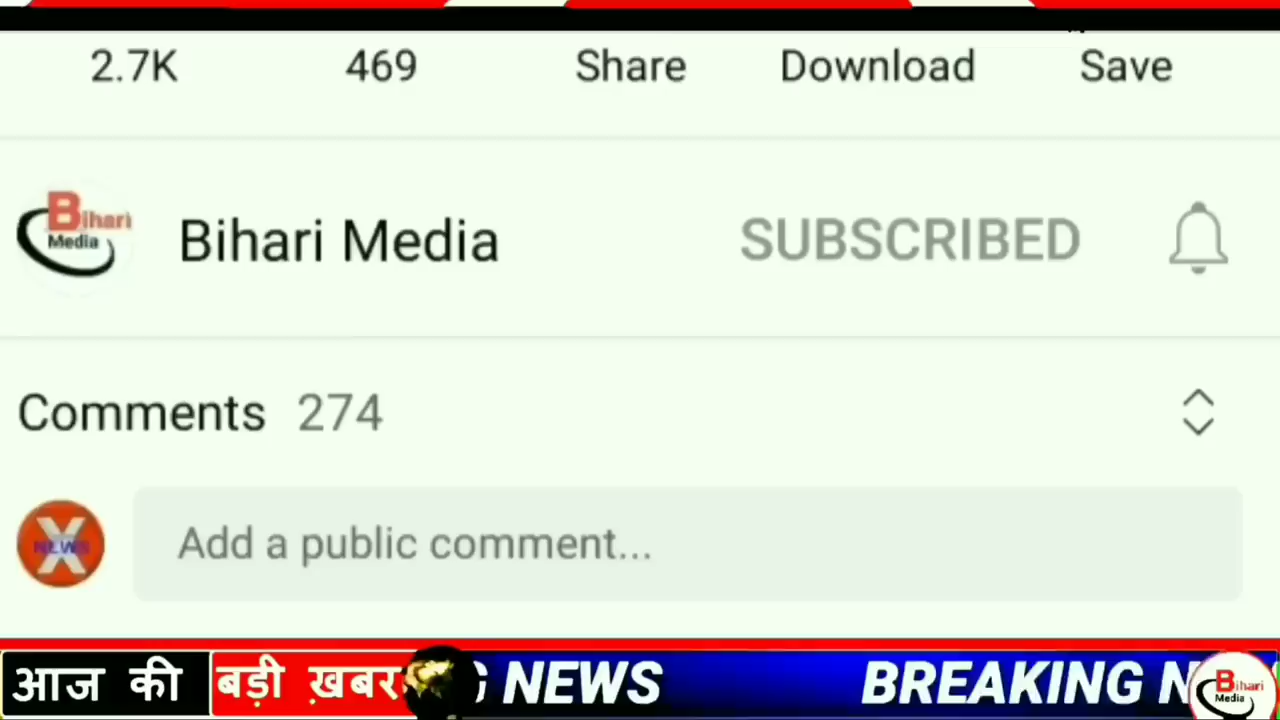 2.7K 469 Share Download Save
Bihari Media
Bihari Media SUBSCRIBED
Comments 274
X NEWS
Add a public comment...
आज की बड़ी ख़बर G NEWS BREAKING N
Bihari Media